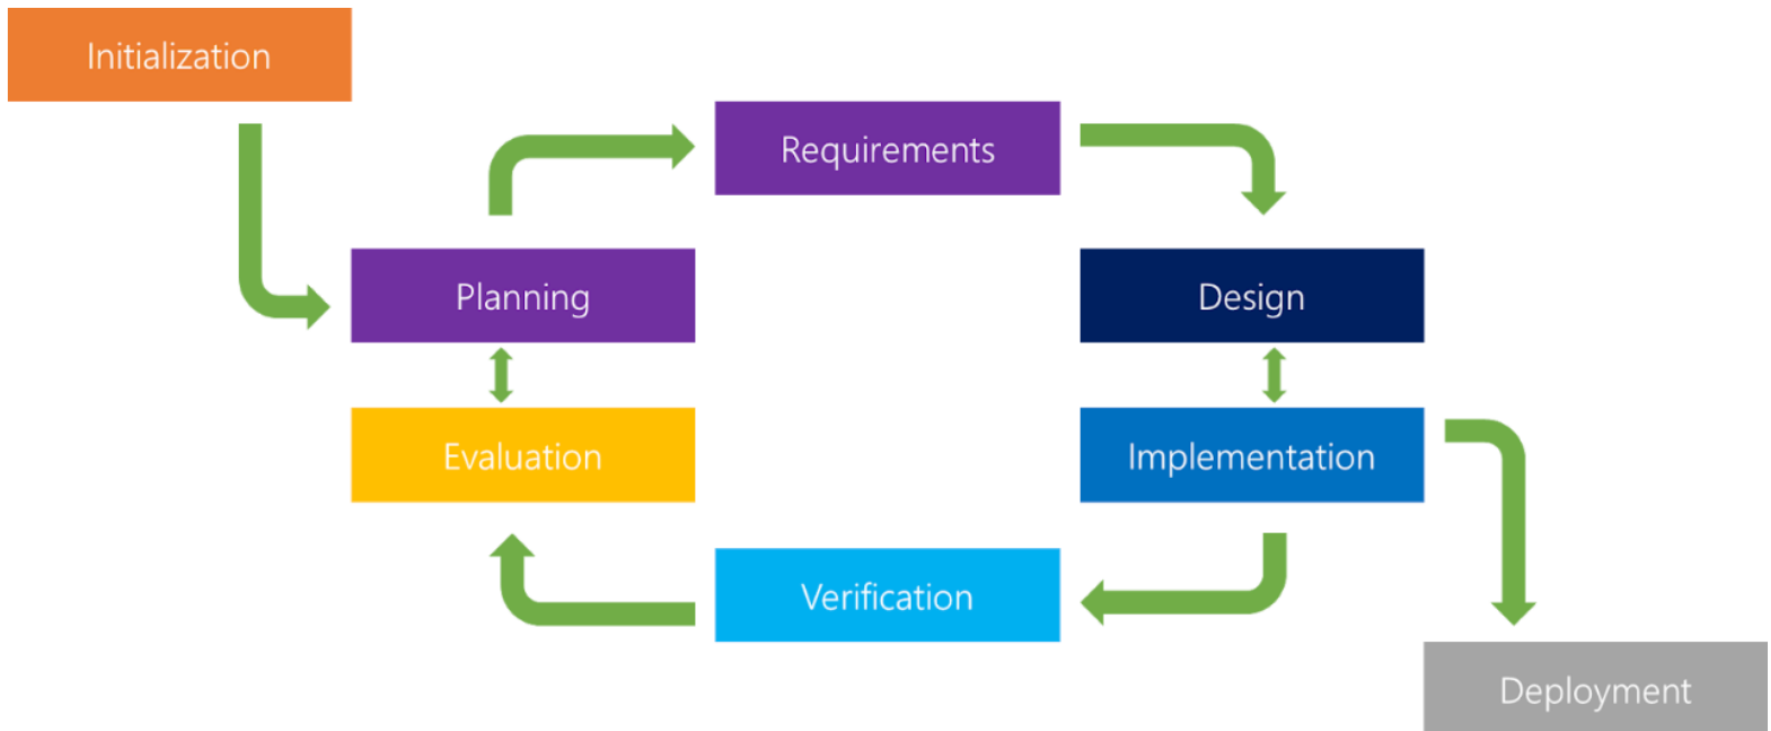 Initialization
Requirements
Planning
Design
Evaluation
Implementation
Verification
Deployment